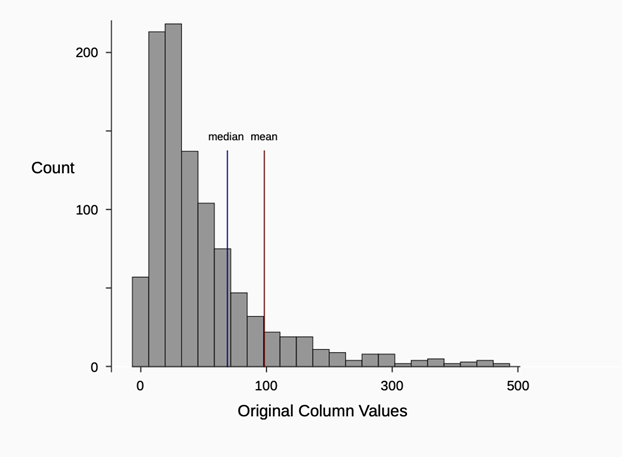 200
median mean
Count
100
0
0 100 300 500
Original Column Values